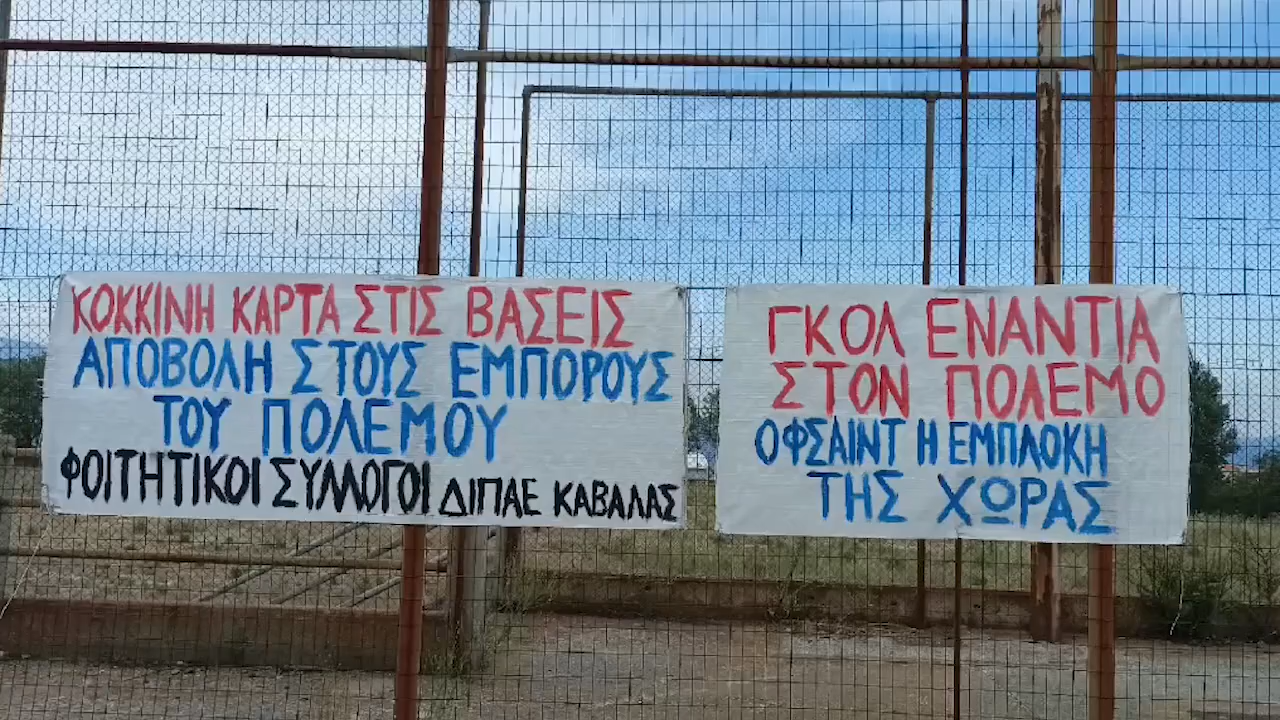 ΚΟΚΚΙΝΗ ΚΑΡΤΑ ΣΤΙΣ ΒΑΣΕΙΣ
ΑΠΟΒΟΛΗ ΣΤΟΥΣ ΕΜΠΟΡΟΥΣ
ΤΟΥ ΠΟΛΕΜΟΥ
ΦΟΙΤΗΤΙΚΟΙ ΣΥΛΛΟΓΟΙ ΔΙΠΑΕ ΚΑΒΑΛΑΣ
ΓΚΟΛ ΕΝΑΝΤΙΑ
ΣΤΟΝ ΠΟΛΕΜΟ
ΟΦΣΑΙΝΤ Η ΕΜΠΛΟΚΗ
ΤΗΣ ΧΩΡΑΣ